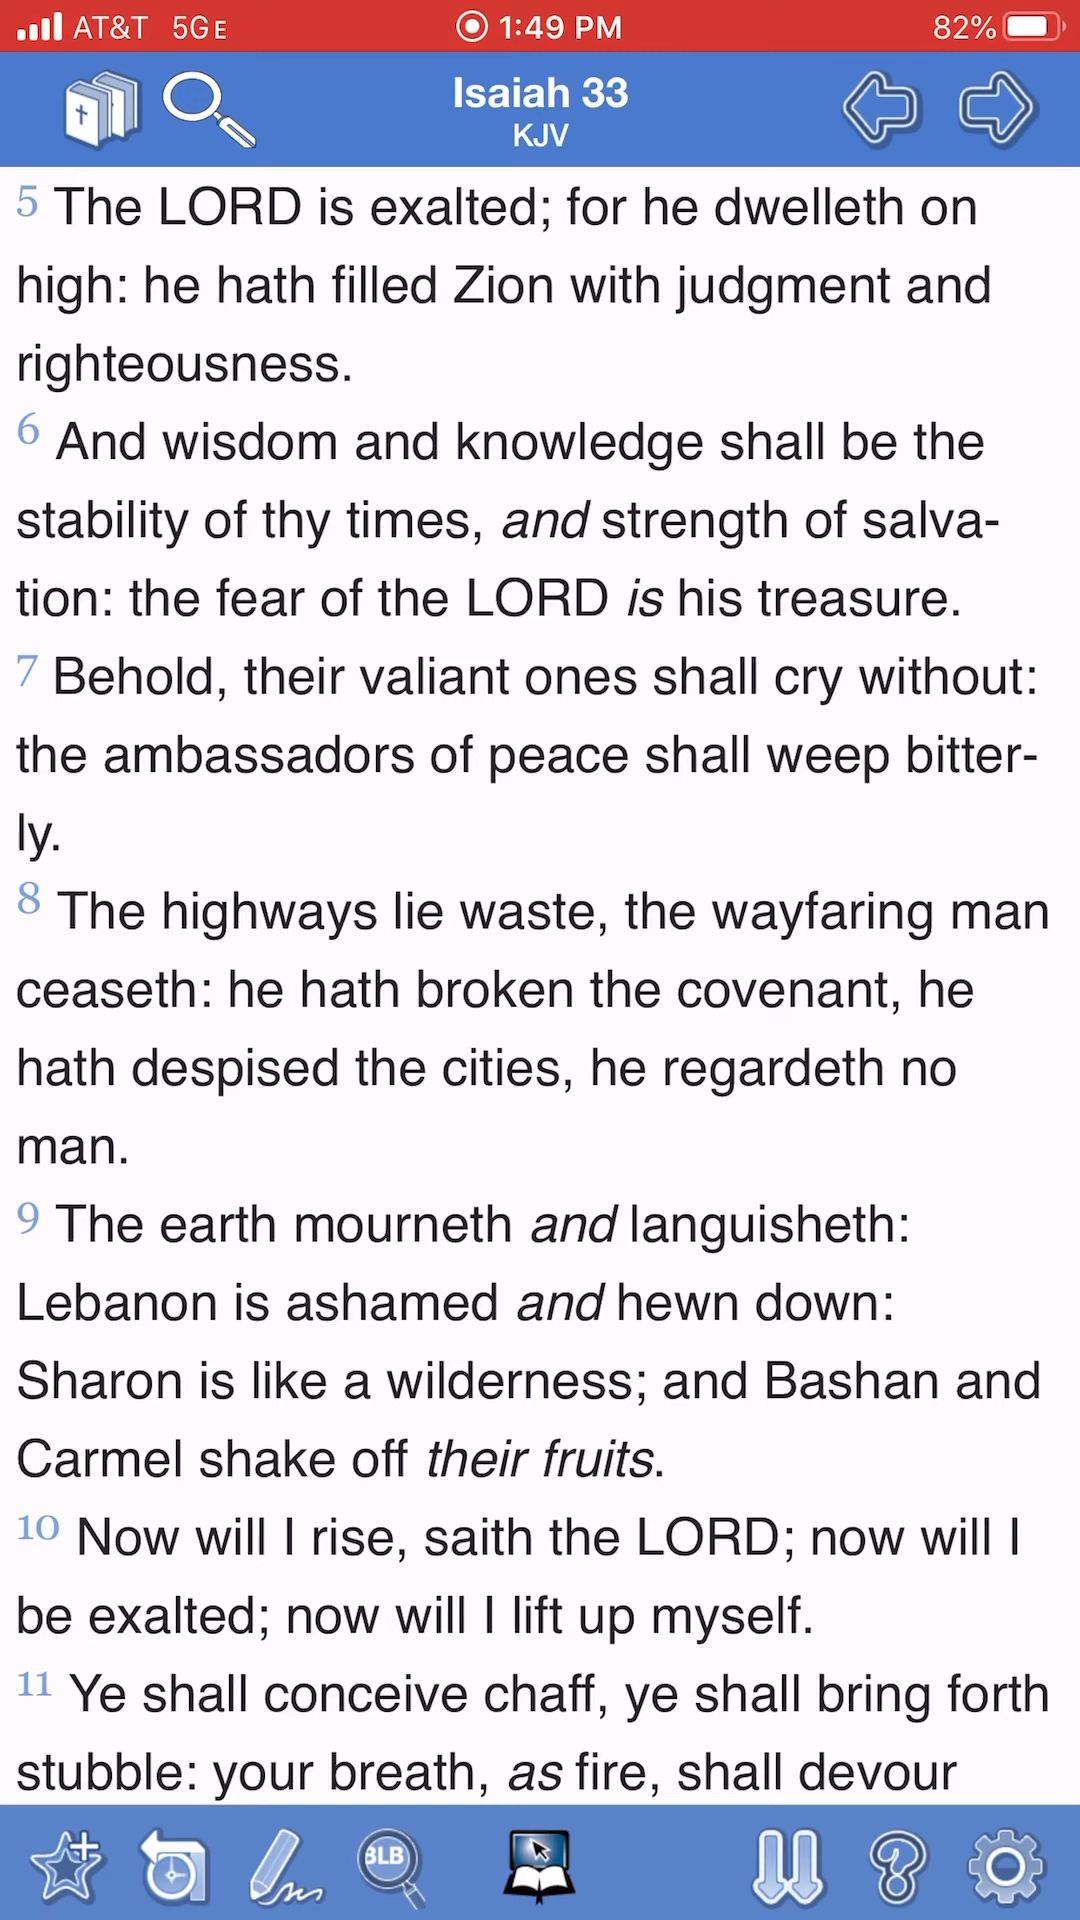 AT&T 5GE 1:49 PM 82%
Isaiah 33
KJV
5 The LORD is exalted; for he dwelleth on
high: he hath filled Zion with judgment and
righteousness.
6 And wisdom and knowledge shall be the
stability of thy times, and strength of salva-
tion: the fear of the LORD is his treasure.
7 Behold, their valiant ones shall cry without:
the ambassadors of peace shall weep bitter-
ly.
8 The highways lie waste, the wayfaring man
ceaseth: he hath broken the covenant, he
hath despised the cities, he regardeth no
man.
9 The earth mourneth and languisheth:
Lebanon is ashamed and hewn down:
Sharon is like a wilderness; and Bashan and
Carmel shake off their fruits.
10 Now will I rise, saith the LORD; now will I
be exalted; now will I lift up myself.
11 Ye shall conceive chaff, ye shall bring forth
stubble: your breath, as fire, shall devour
BLB